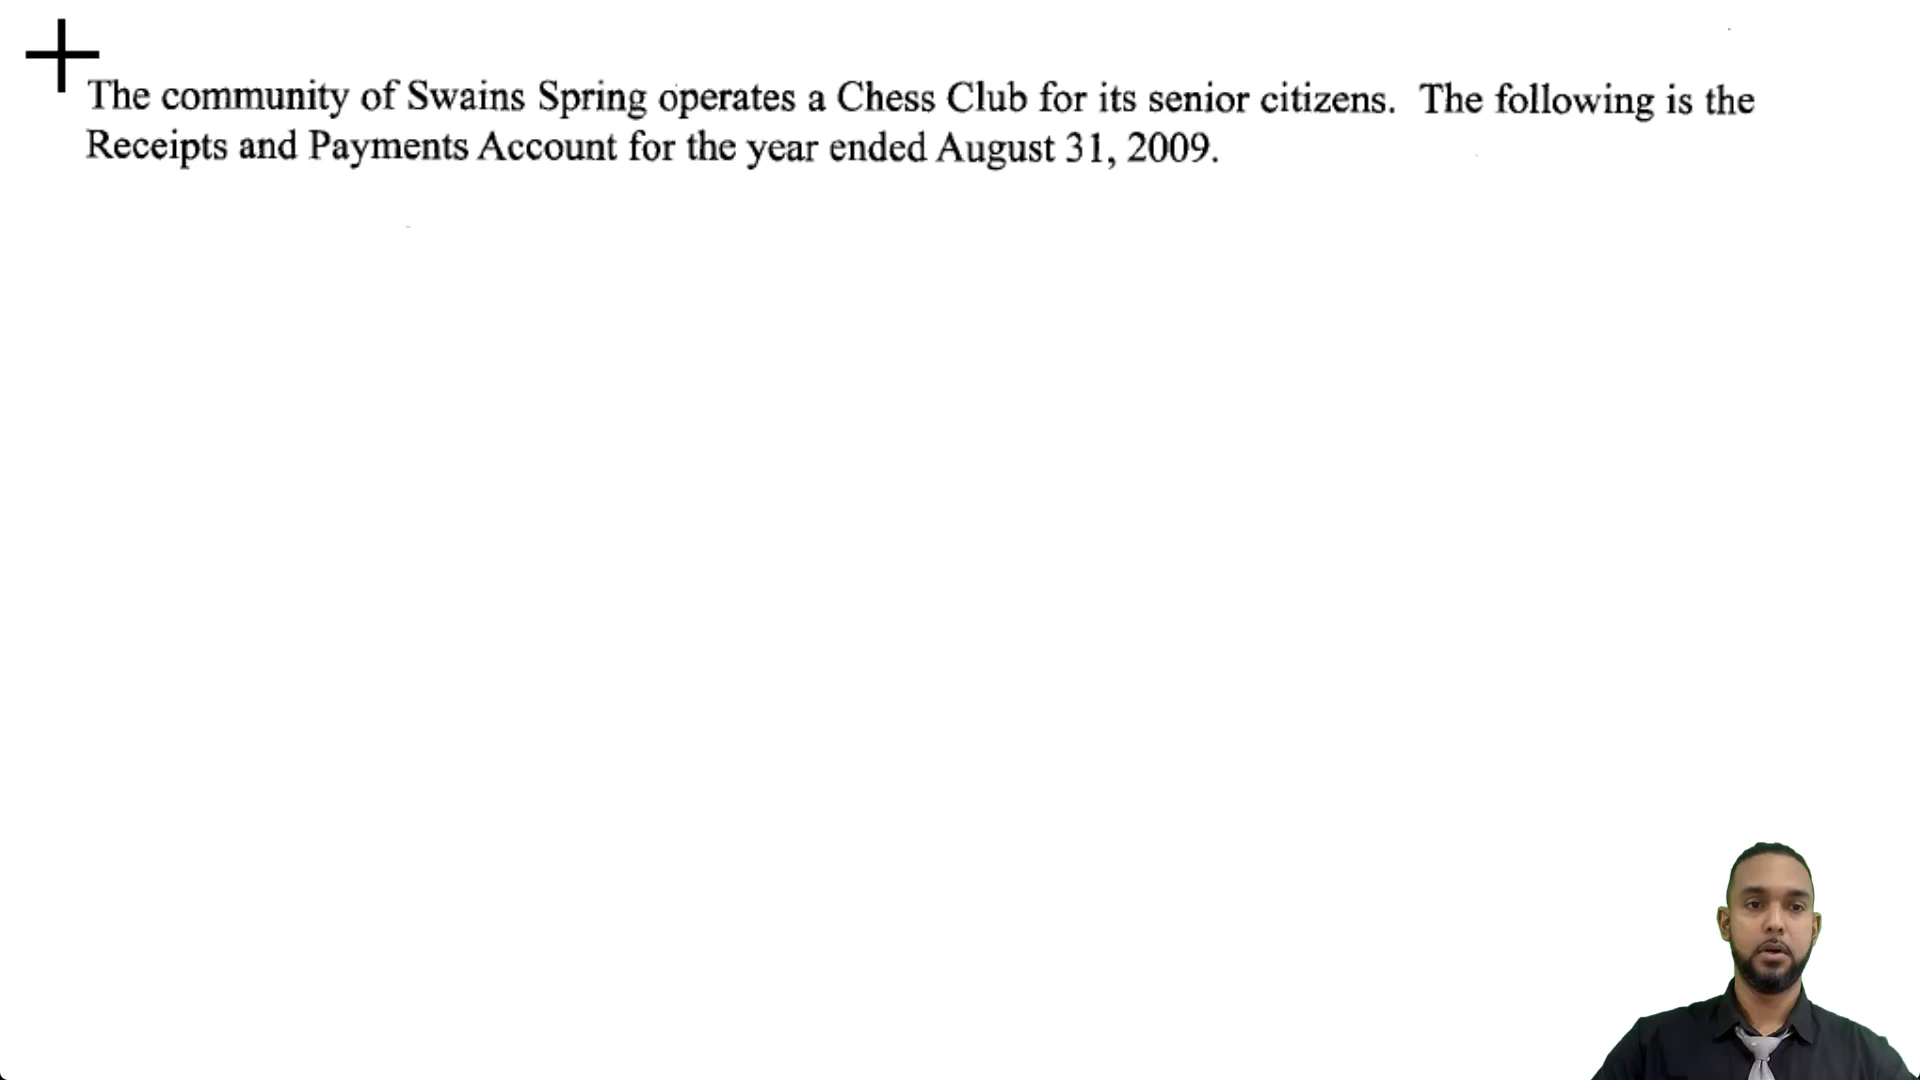 The community of Swains Spring operates a Chess Club for its senior citizens. The following is the
Receipts and Payments Account for the year ended August 31, 2009.